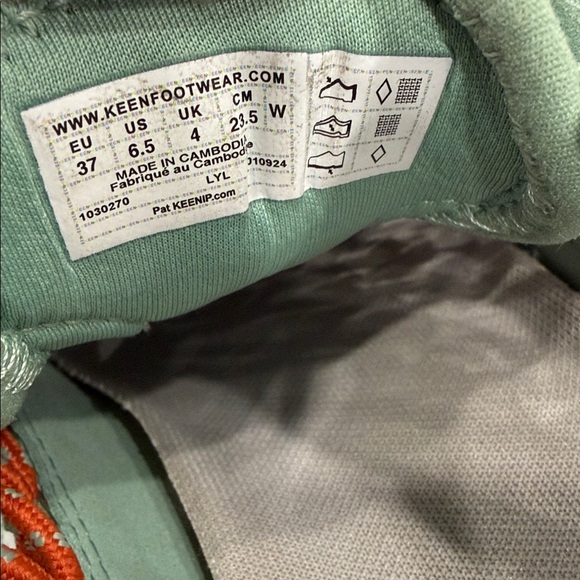 WWW.KEENFOOTWEAR.COM
EU US UK CM
37 6.5 4 23.5 W
MADE IN CAMBODIA
Fabriqué au Cambodge
1030270 LYL 010924
Pat KEENIP.com